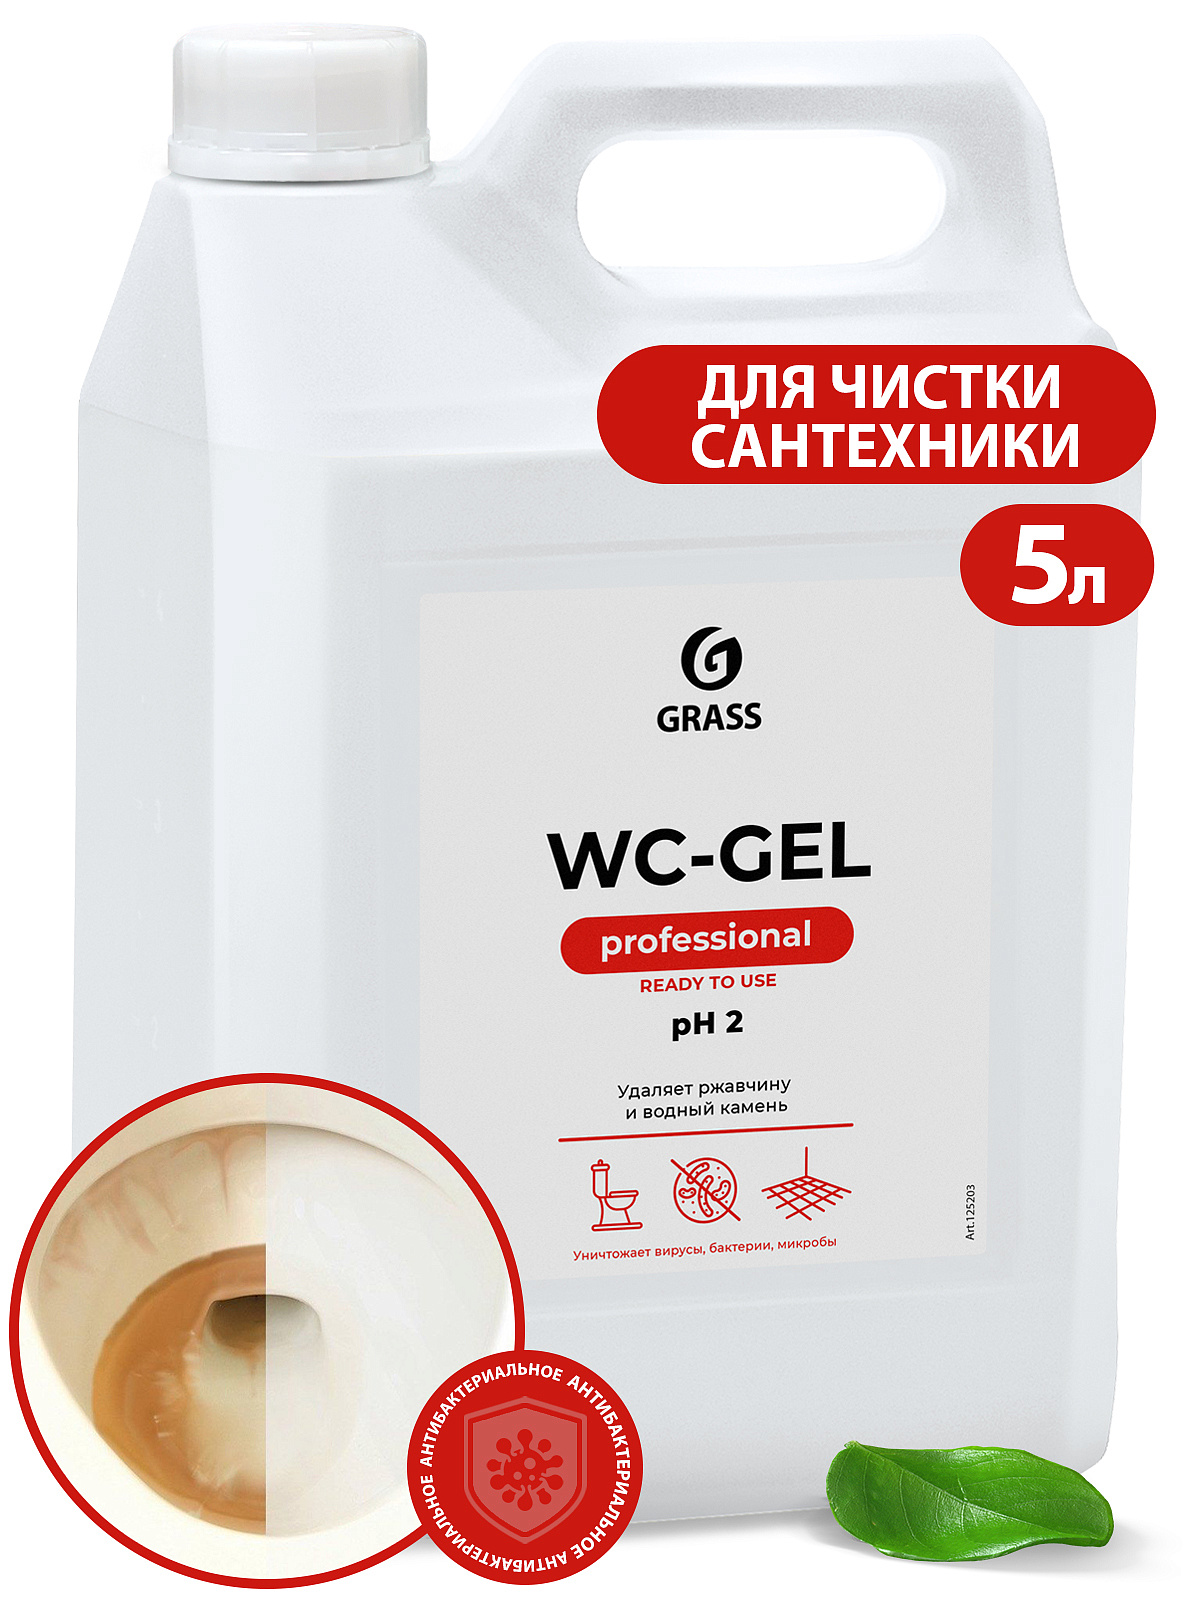 ДЛЯ ЧИСТКИ
САНТЕХНИКИ
5л
GRASS
WC-GEL
professional
READY TO USE
pH 2
Удаляет ржавчину
и водный камень
Уничтожает вирусы, бактерии, микробы
Art.125203
АНТИБАКТЕРИАЛЬНОЕ АНТИБАКТЕРИАЛЬНОЕ АНТИБАКТЕРИАЛЬНОЕ